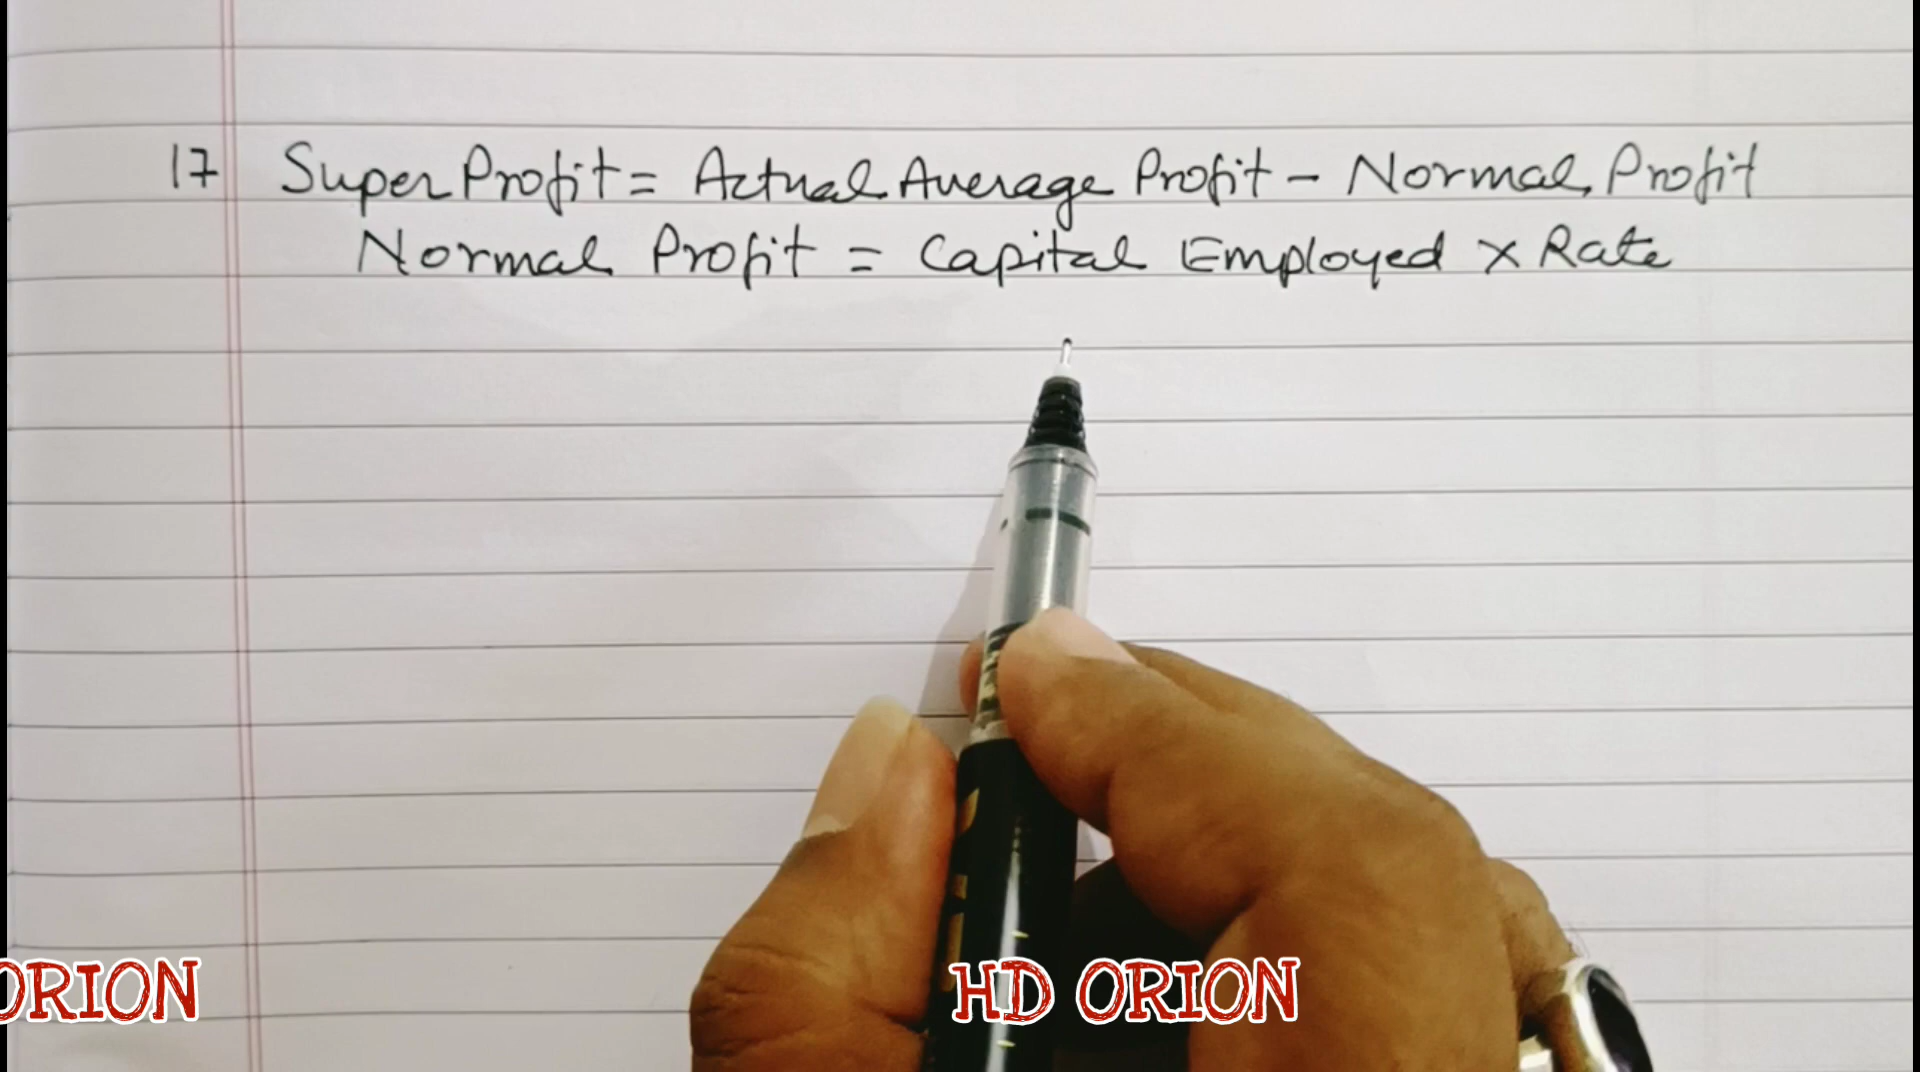 17 Super Profit = Actual Average Profit - Normal Profit
Normal Profit = Capital Employed × Rate
ORION
HD ORION